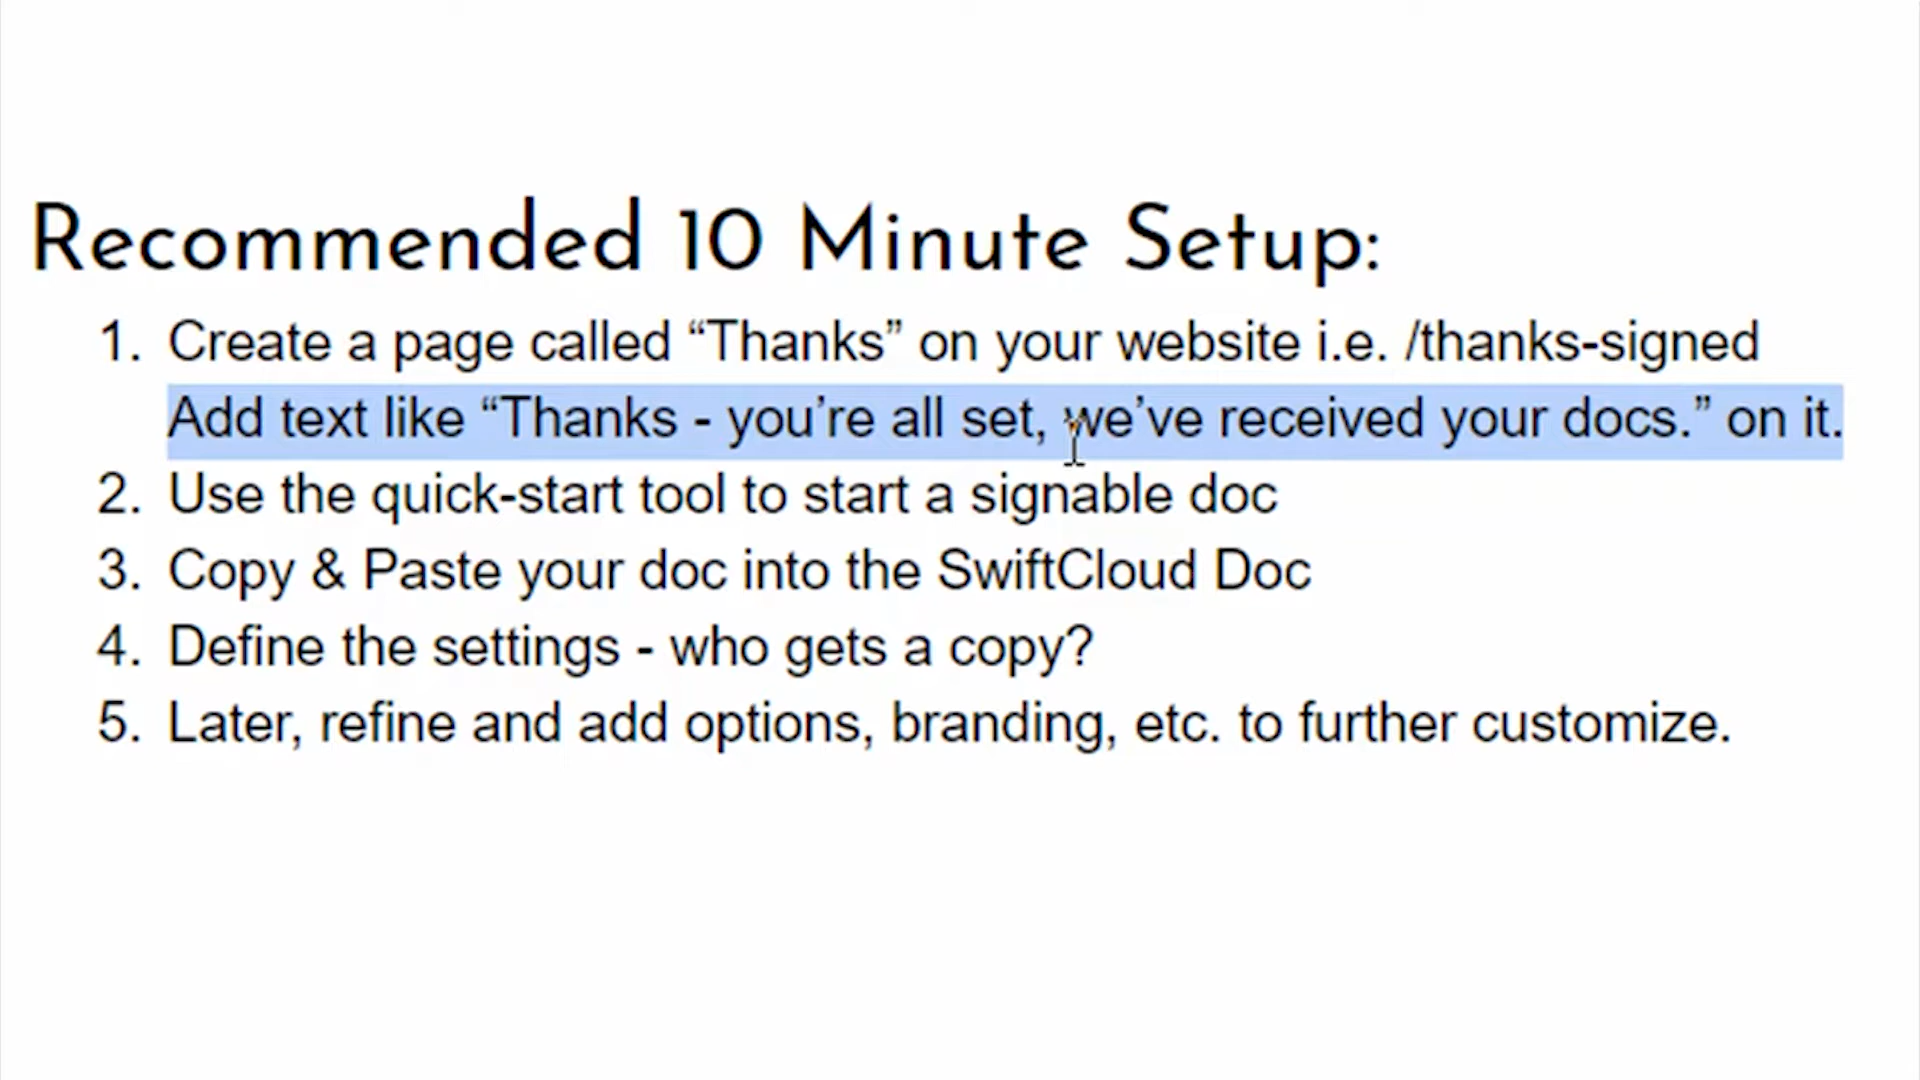 Recommended 10 Minute Setup:
1. Create a page called “Thanks” on your website i.e. /thanks-signed
Add text like “Thanks - you’re all set, we’ve received your docs.” on it.
2. Use the quick-start tool to start a signable doc
3. Copy & Paste your doc into the SwiftCloud Doc
4. Define the settings - who gets a copy?
5. Later, refine and add options, branding, etc. to further customize.